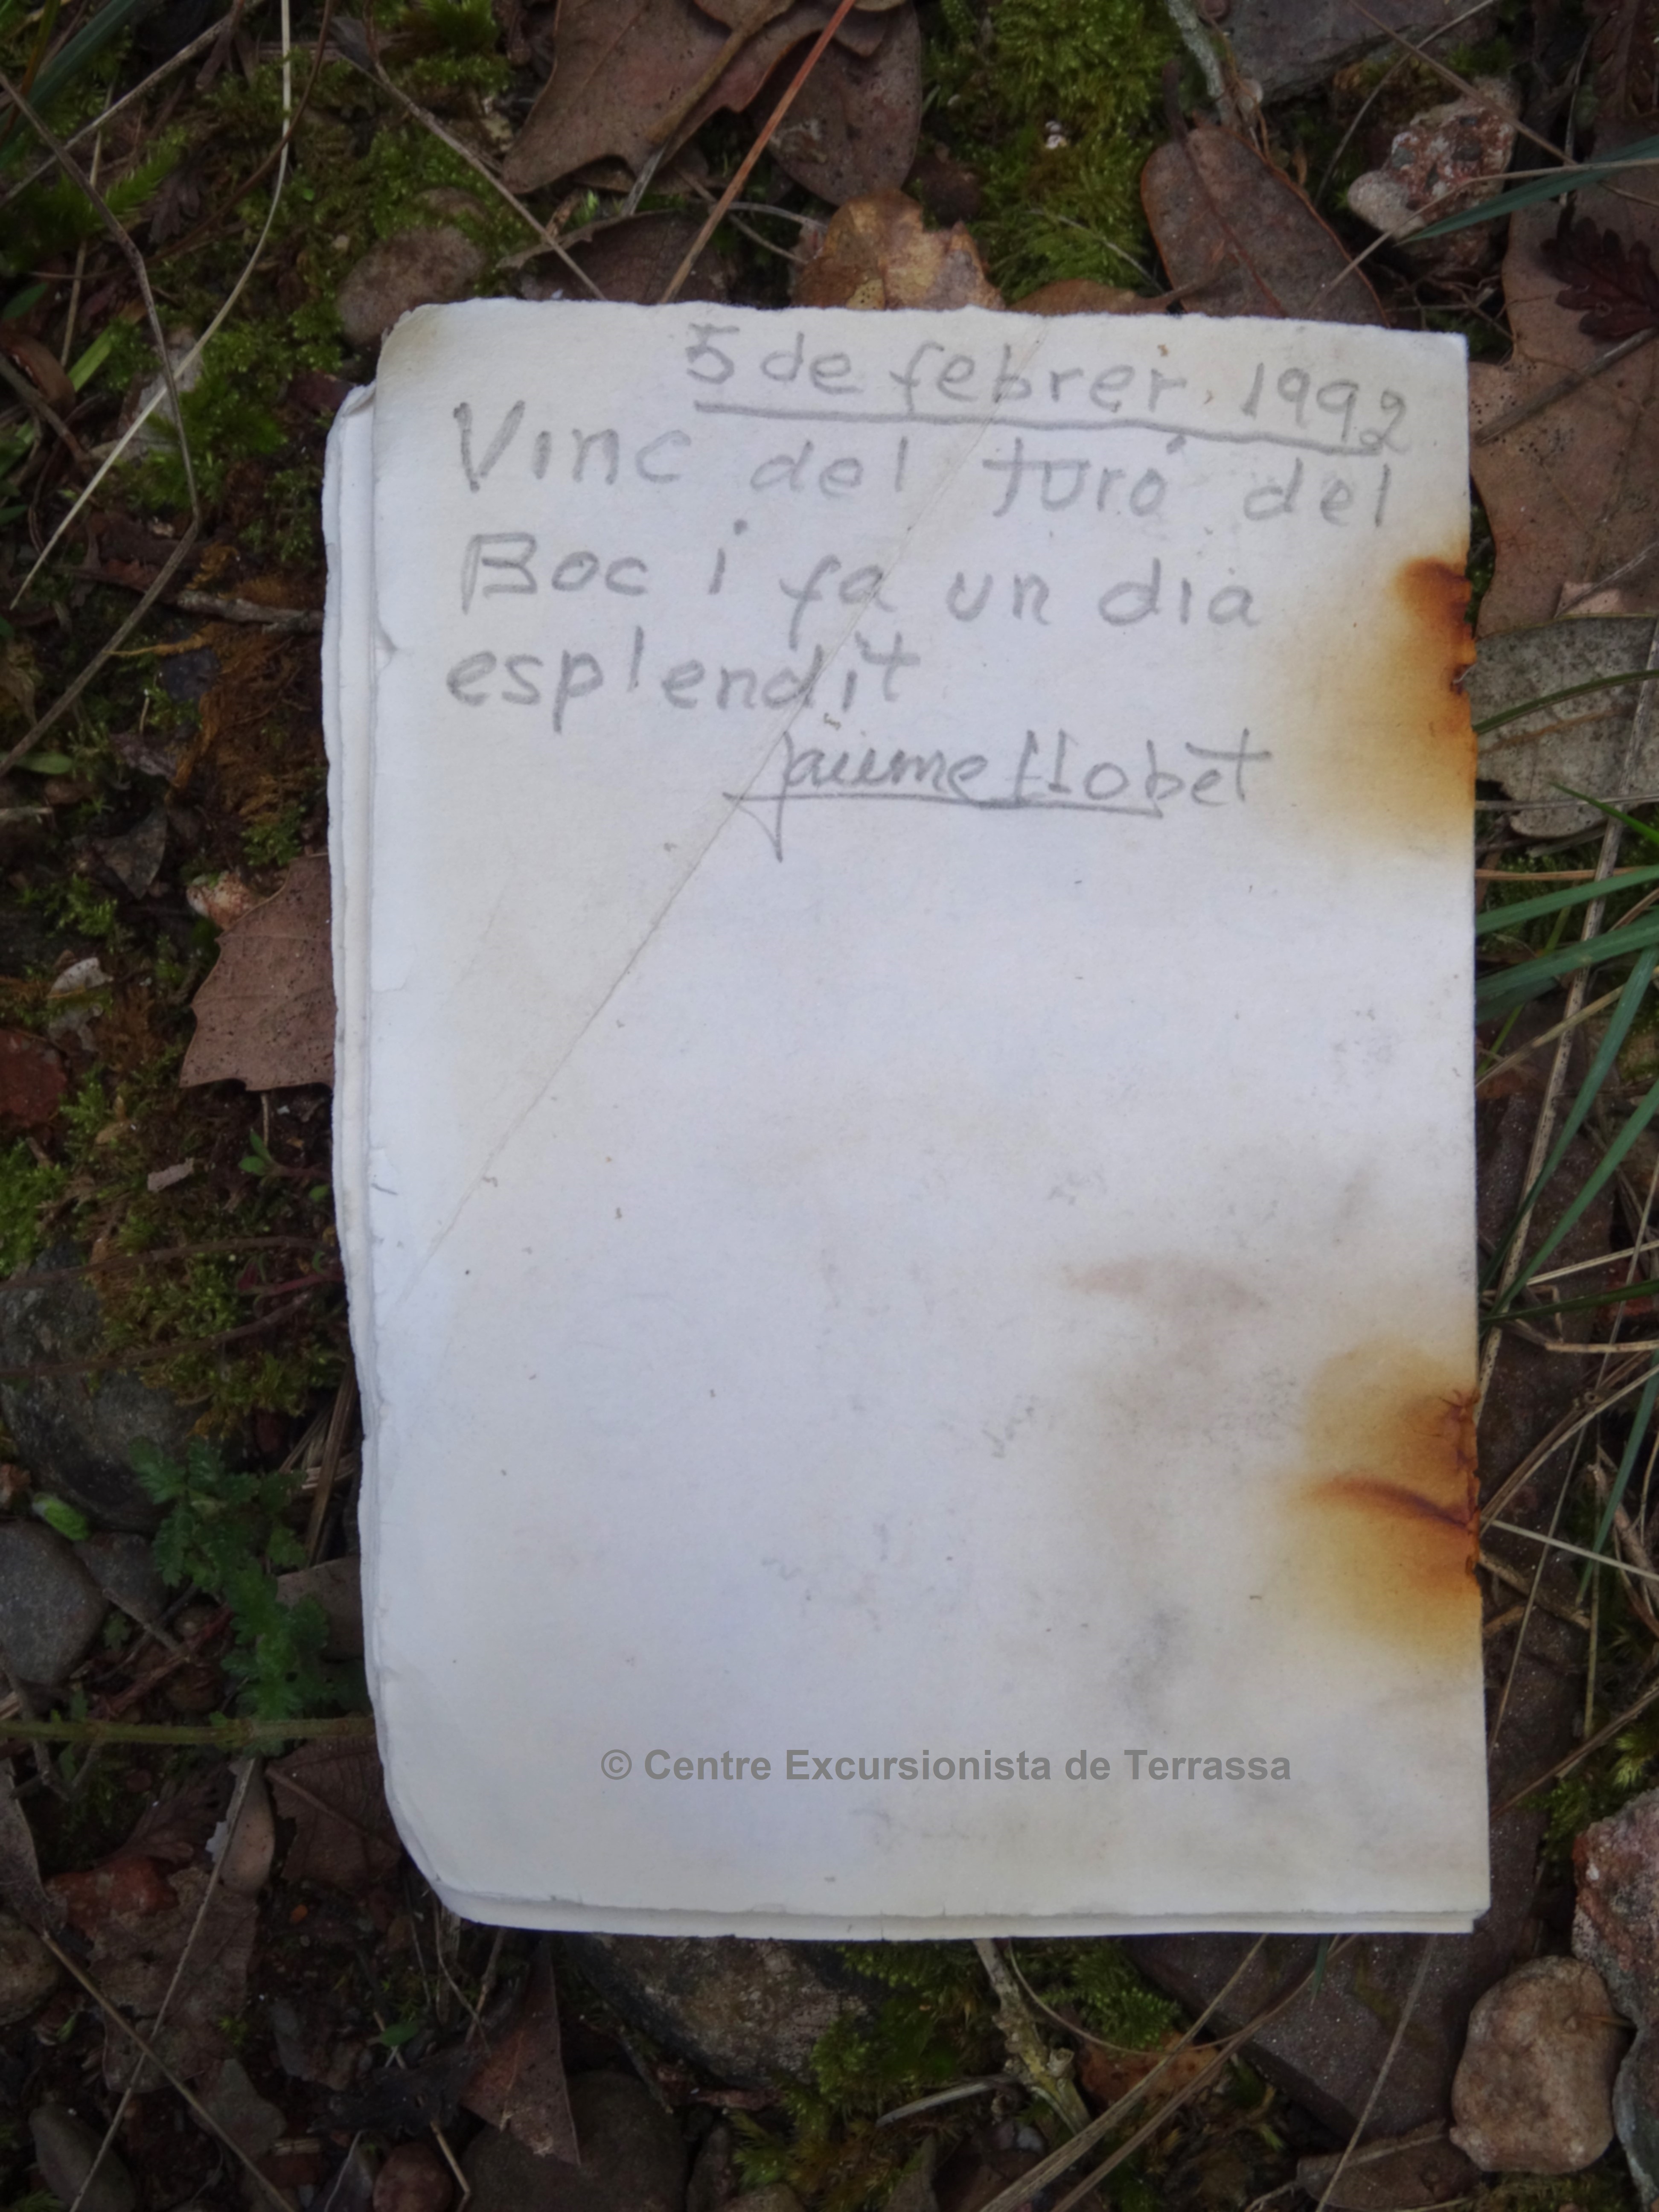 5 de febrer, 1992
Vinc del turó del
Boc i fa un dia
esplendit
jaume llobet
© Centre Excursionista de Terrassa